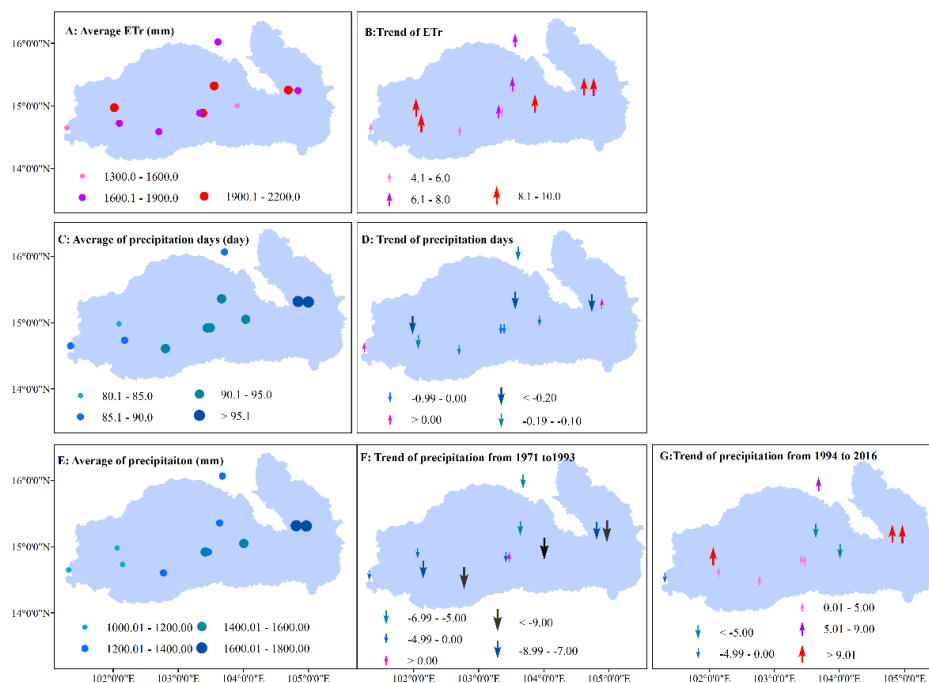 A: Average ETr (mm)
B:Trend of ETr
16°0'0"N
15°0'0"N
14°0'0"N
1300.0 - 1600.0
1600.1 - 1900.0
1900.1 - 2200.0
4.1 - 6.0
6.1 - 8.0
8.1 - 10.0
C: Average of precipitation days (day)
D: Trend of precipitation days
16°0'0"N
15°0'0"N
14°0'0"N
80.1 - 85.0
85.1 - 90.0
90.1 - 95.0
> 95.1
-0.99 - 0.00
> 0.00
< -0.20
-0.19 - -0.10
E: Average of precipitaiton (mm)
F: Trend of precipitation from 1971 to1993
G:Trend of precipitation from 1994 to 2016
16°0'0"N
15°0'0"N
14°0'0"N
1000.01 - 1200.00
1200.01 - 1400.00
1400.01 - 1600.00
1600.01 - 1800.00
-6.99 - -5.00
-4.99 - 0.00
> 0.00
< -9.00
-8.99 - -7.00
< -5.00
-4.99 - 0.00
0.01 - 5.00
5.01 - 9.00
> 9.01
102°0'0"E 103°0'0"E 104°0'0"E 105°0'0"E
102°0'0"E 103°0'0"E 104°0'0"E 105°0'0"E
102°0'0"E 103°0'0"E 104°0'0"E 105°0'0"E